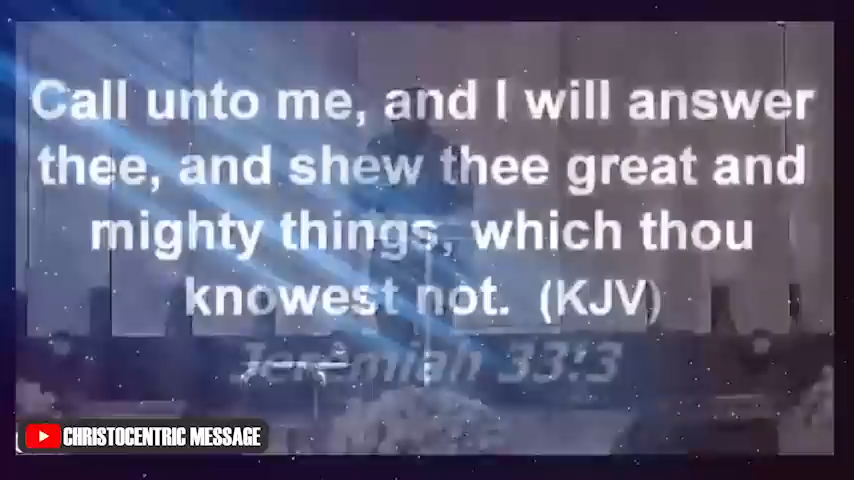 Call unto me, and I will answer
thee, and shew thee great and
mighty things, which thou
knowest not. (KJV)
Jeremiah 33:3
CHRISTOCENTRIC MESSAGE